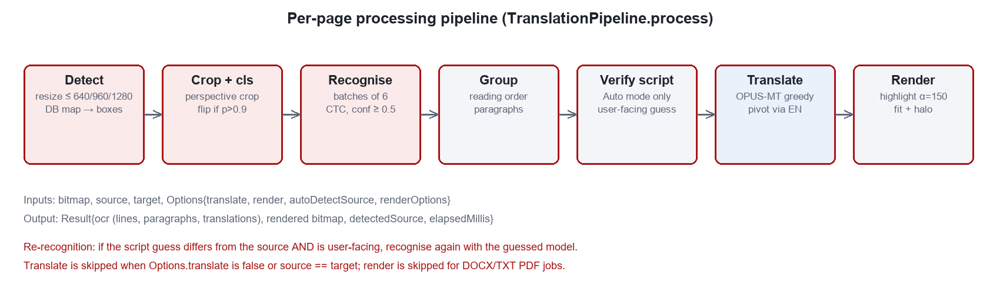 Per-page processing pipeline (TranslationPipeline.process)
Detect
resize ≤ 640/960/1280
DB map → boxes
Crop + cls
perspective crop
flip if p>0.9
Recognise
batches of 6
CTC, conf ≥ 0.5
Group
reading order
paragraphs
Verify script
Auto mode only
user-facing guess
Translate
OPUS-MT greedy
pivot via EN
Render
highlight α=150
fit + halo
Inputs: bitmap, source, target, Options{translate, render, autoDetectSource, renderOptions}
Output: Result{ocr (lines, paragraphs, translations), rendered bitmap, detectedSource, elapsedMillis}
Re-recognition: if the script guess differs from the source AND is user-facing, recognise again with the guessed model.
Translate is skipped when Options.translate is false or source == target; render is skipped for DOCX/TXT PDF jobs.